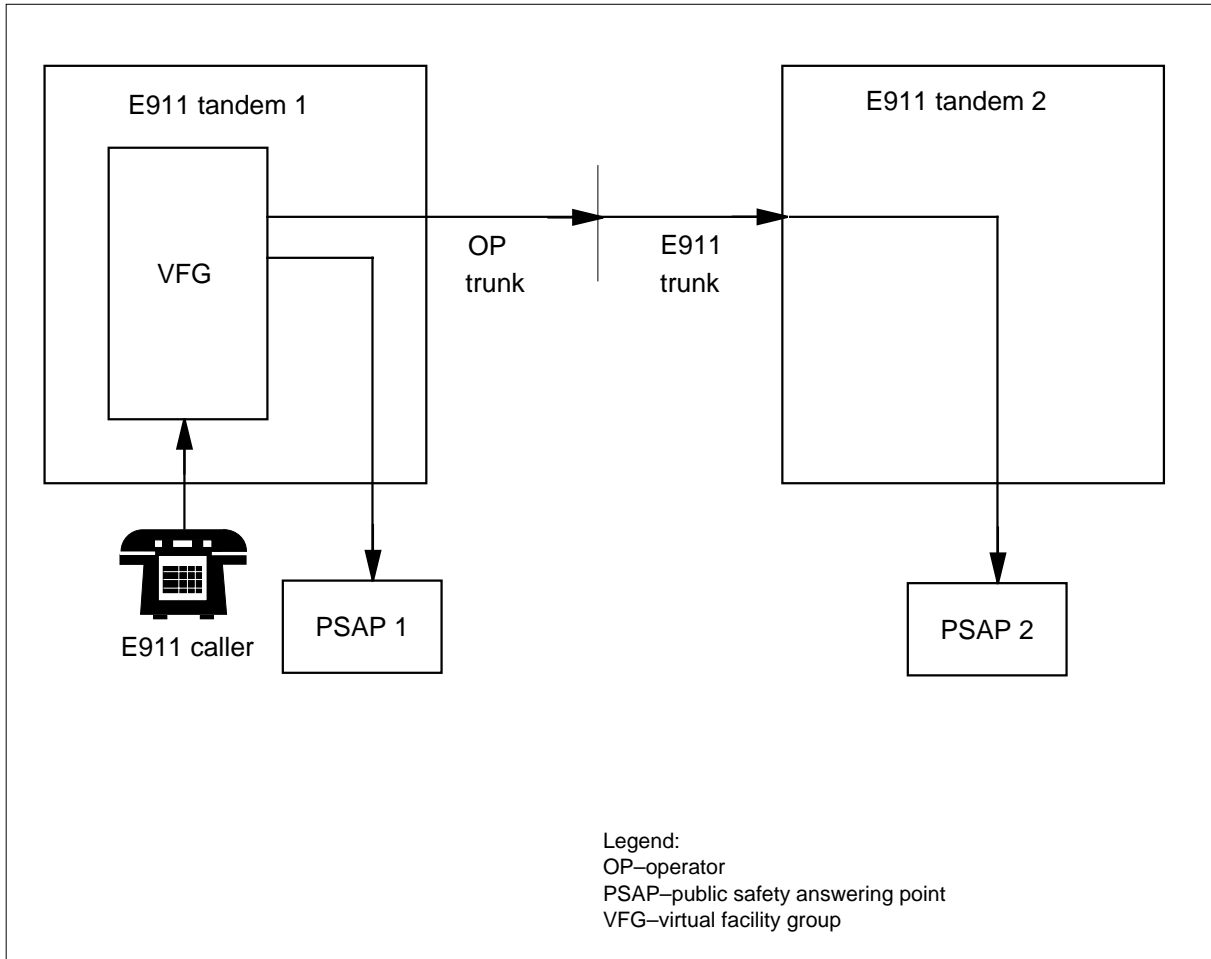 E911 tandem 1
E911 tandem 2
VFG
OP
trunk
E911
trunk
E911 caller
PSAP 1
PSAP 2
Legend:
OP–operator
PSAP–public safety answering point
VFG–virtual facility group